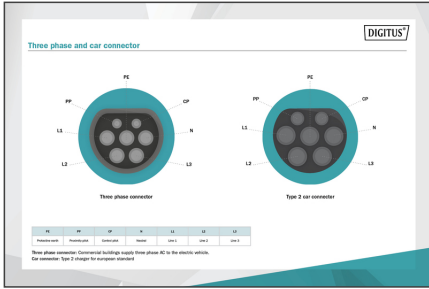 DIGITUS®
Three phase and car connector
PE
PP
CP
L1
N
L2
L3
Three phase connector
PE
PP
CP
L1
N
L2
L3
Type 2 car connector
PE PP CP N L1 L2 L3
Protective earth Proximity pilot Control pilot Neutral Line 1 Line 2 Line 3
Three phase connector: Commercial buildings supply three phase AC to the electric vehicle.
Car connector: Type 2 charger for european standard